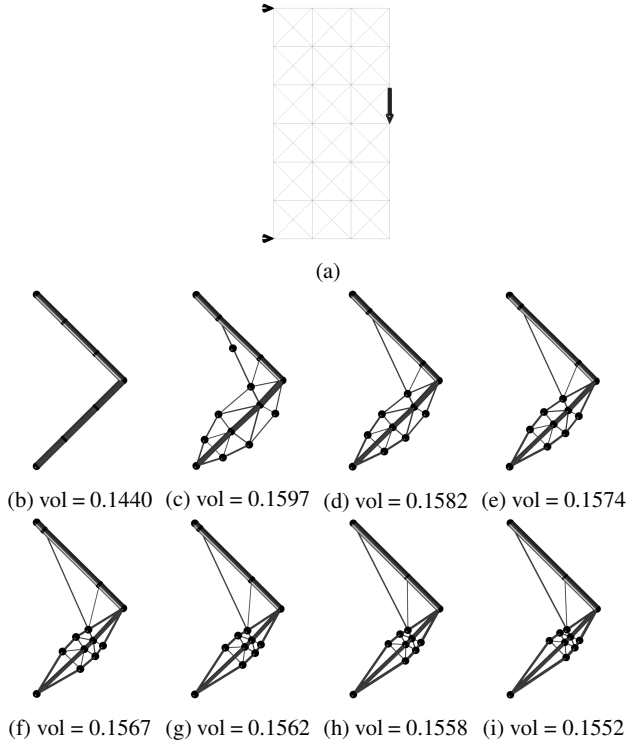 (a)
(b) vol = 0.1440 (c) vol = 0.1597 (d) vol = 0.1582 (e) vol = 0.1574
(f) vol = 0.1567 (g) vol = 0.1562 (h) vol = 0.1558 (i) vol = 0.1552